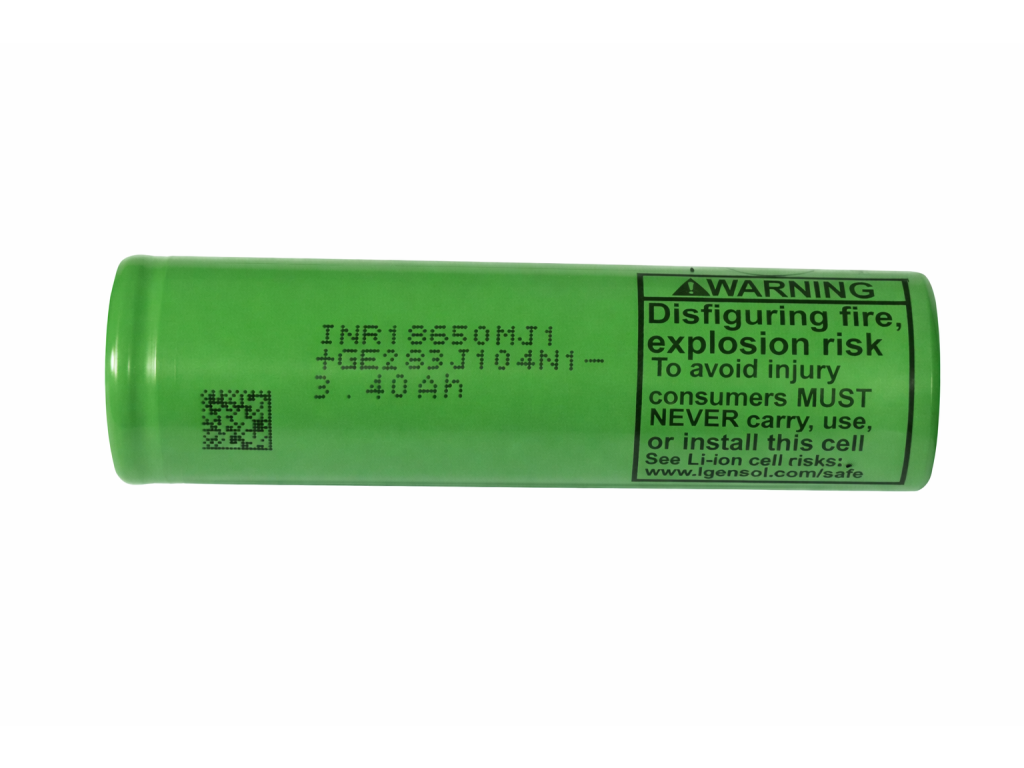 INR18650MJ1
+GE283J104N1-
3.40Ah
WARNING
Disfiguring fire,
explosion risk
To avoid injury
consumers MUST
NEVER carry, use,
or install this cell
See Li-ion cell risks:
www.lgensol.com/safe